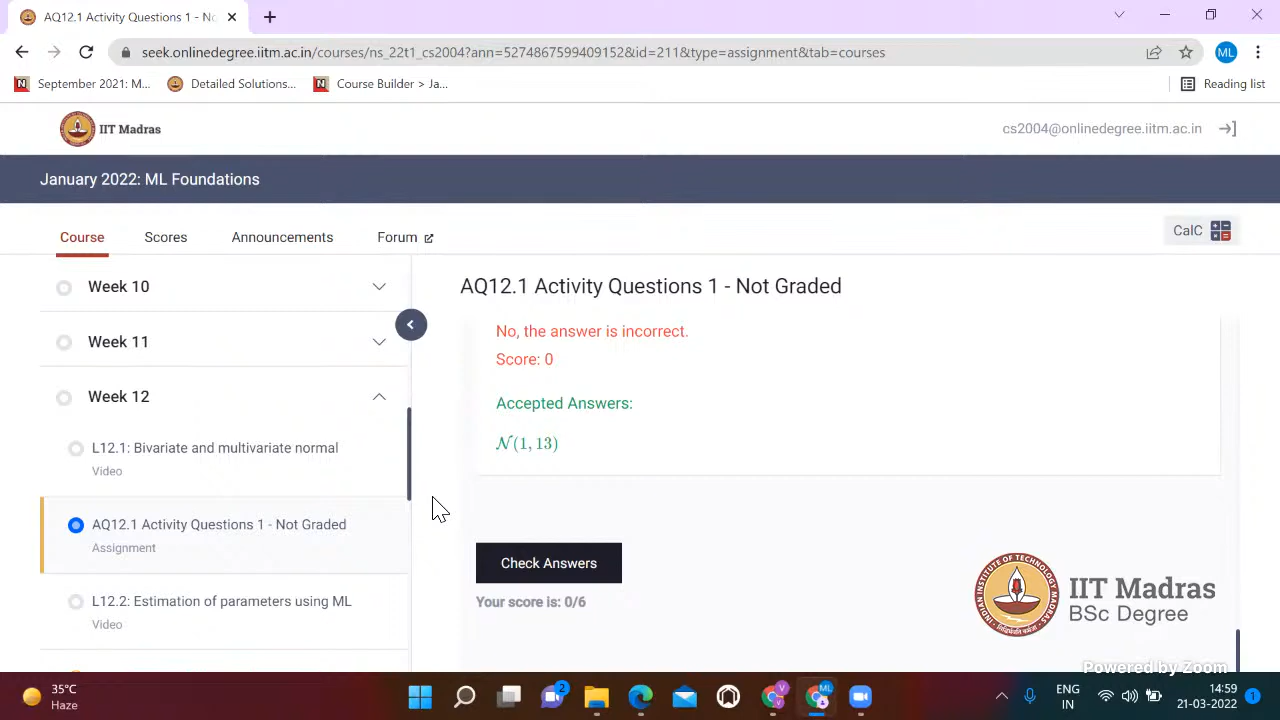 AQ12.1 Activity Questions 1 - No
seek.onlinedegree.iitm.ac.in/courses/ns_22t1_cs2004?ann=5274867599409152&id=211&type=assignment&tab=courses
ML
September 2021: M...
Detailed Solutions...
Course Builder > Ja...
Reading list
IIT Madras
cs2004@onlinedegree.iitm.ac.in
January 2022: ML Foundations
Course
Scores
Announcements
Forum
CalC
Week 10
AQ12.1 Activity Questions 1 - Not Graded
No, the answer is incorrect.
Week 11
Score: 0
Week 12
Accepted Answers:
N(1, 13)
L12.1: Bivariate and multivariate normal
Video
AQ12.1 Activity Questions 1 - Not Graded
Assignment
Check Answers
Your score is: 0/6
L12.2: Estimation of parameters using ML
Video
IIT Madras
BSc Degree
Powered by Zoom
35°C
Haze
2
V
ML
ENG
IN
14:59
21-03-2022
1